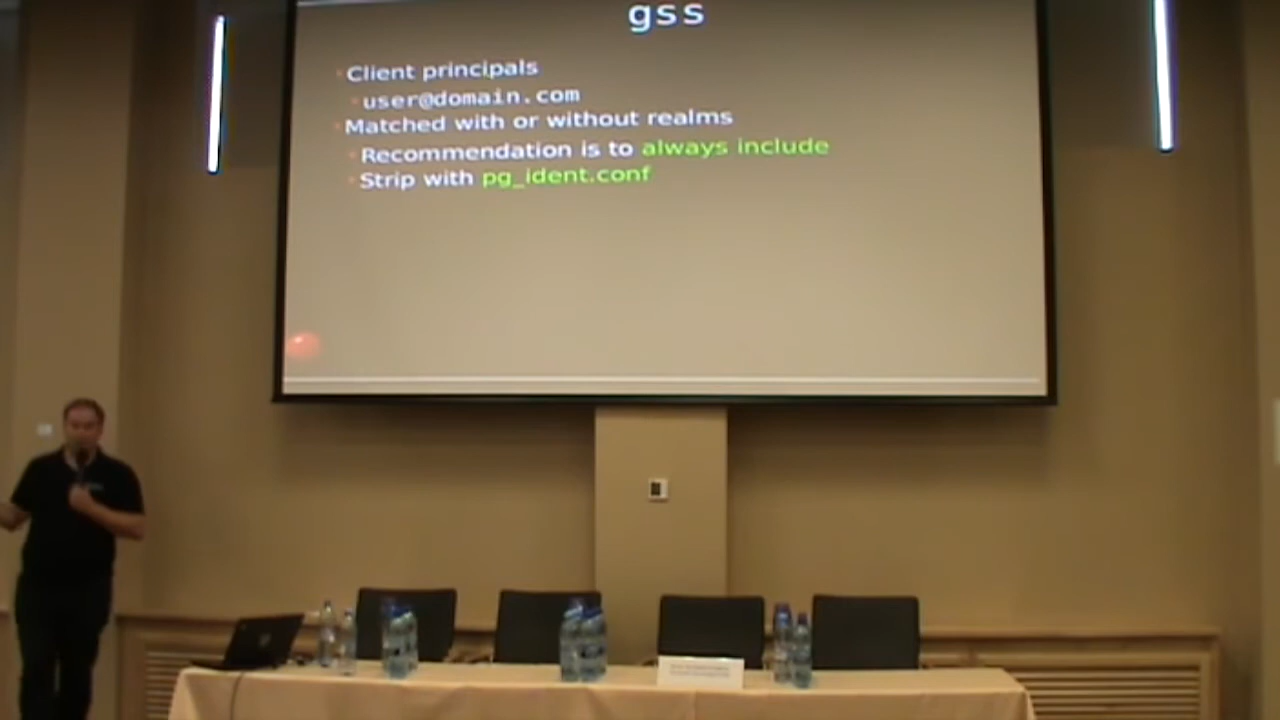 gss
Client principals
user@domain.com
Matched with or without realms
Recommendation is to always include
Strip with pg_ident.conf